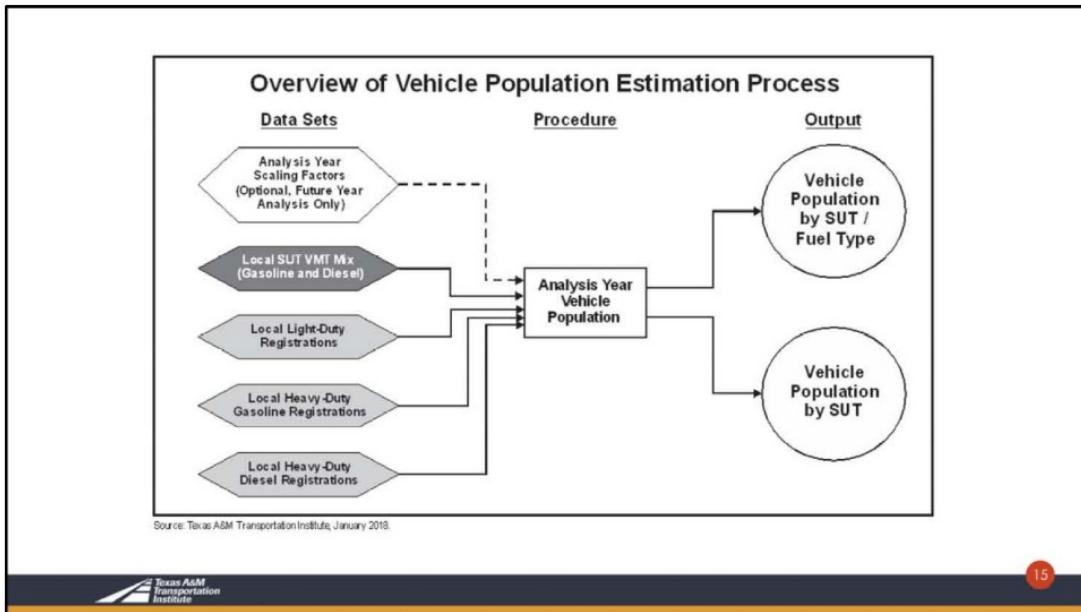 Overview of Vehicle Population Estimation Process
Data Sets
Procedure
Output
Analysis Year
Scaling Factors
(Optional, Future Year
Analysis Only)
Local SUT VMT Mix
(Gasoline and Diesel)
Local Light-Duty
Registrations
Local Heavy-Duty
Gasoline Registrations
Local Heavy-Duty
Diesel Registrations
Analysis Year
Vehicle
Population
Vehicle
Population
by SUT /
Fuel Type
Vehicle
Population
by SUT
Source: Texas A&M Transportation Institute, January 2018.
Texas A&M
Transportation
Institute
15